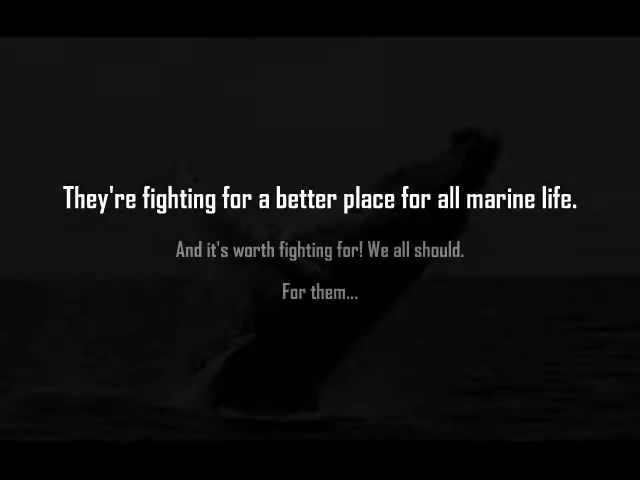 They're fighting for a better place for all marine life.
And it's worth fighting for! We all should.
For them...